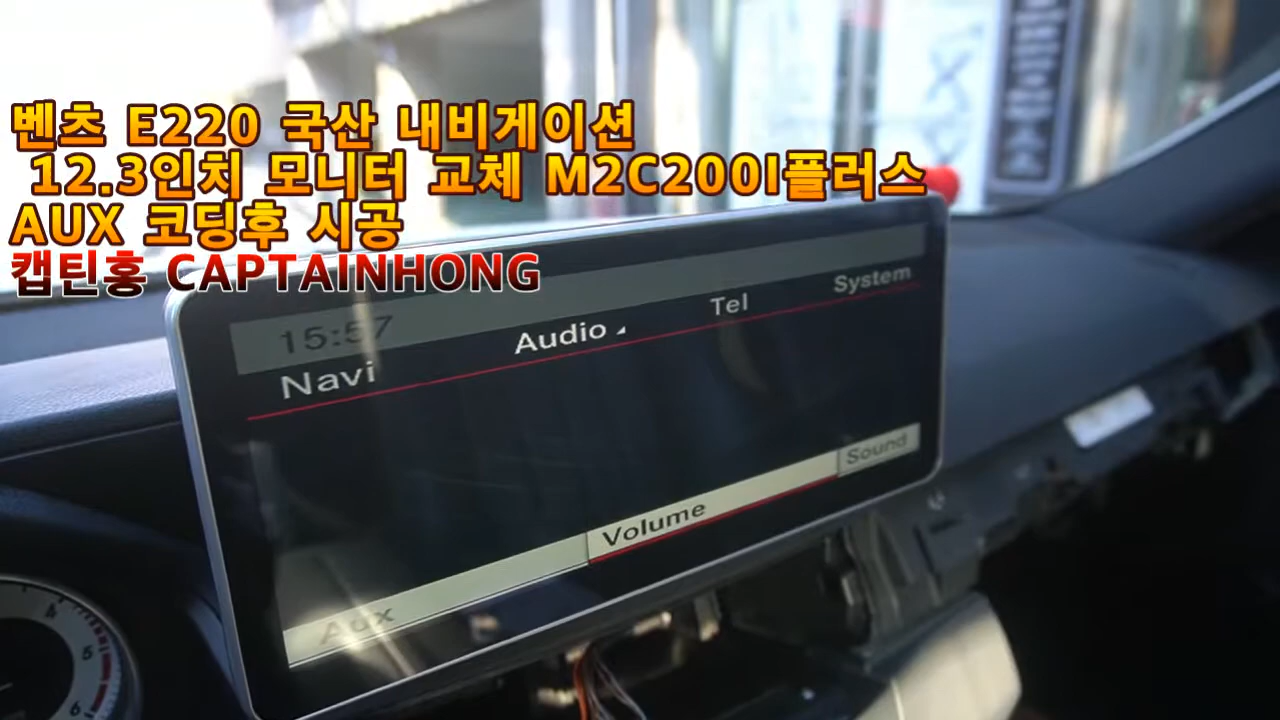 벤츠 E220 국산 내비게이션
12.3인치 모니터 교체 M2C200I플러스
AUX 코딩후 시공
캡틴홍 CAPTAINHONG
15:57
Navi Audio Tel System
Aux Volume Sound
5
6